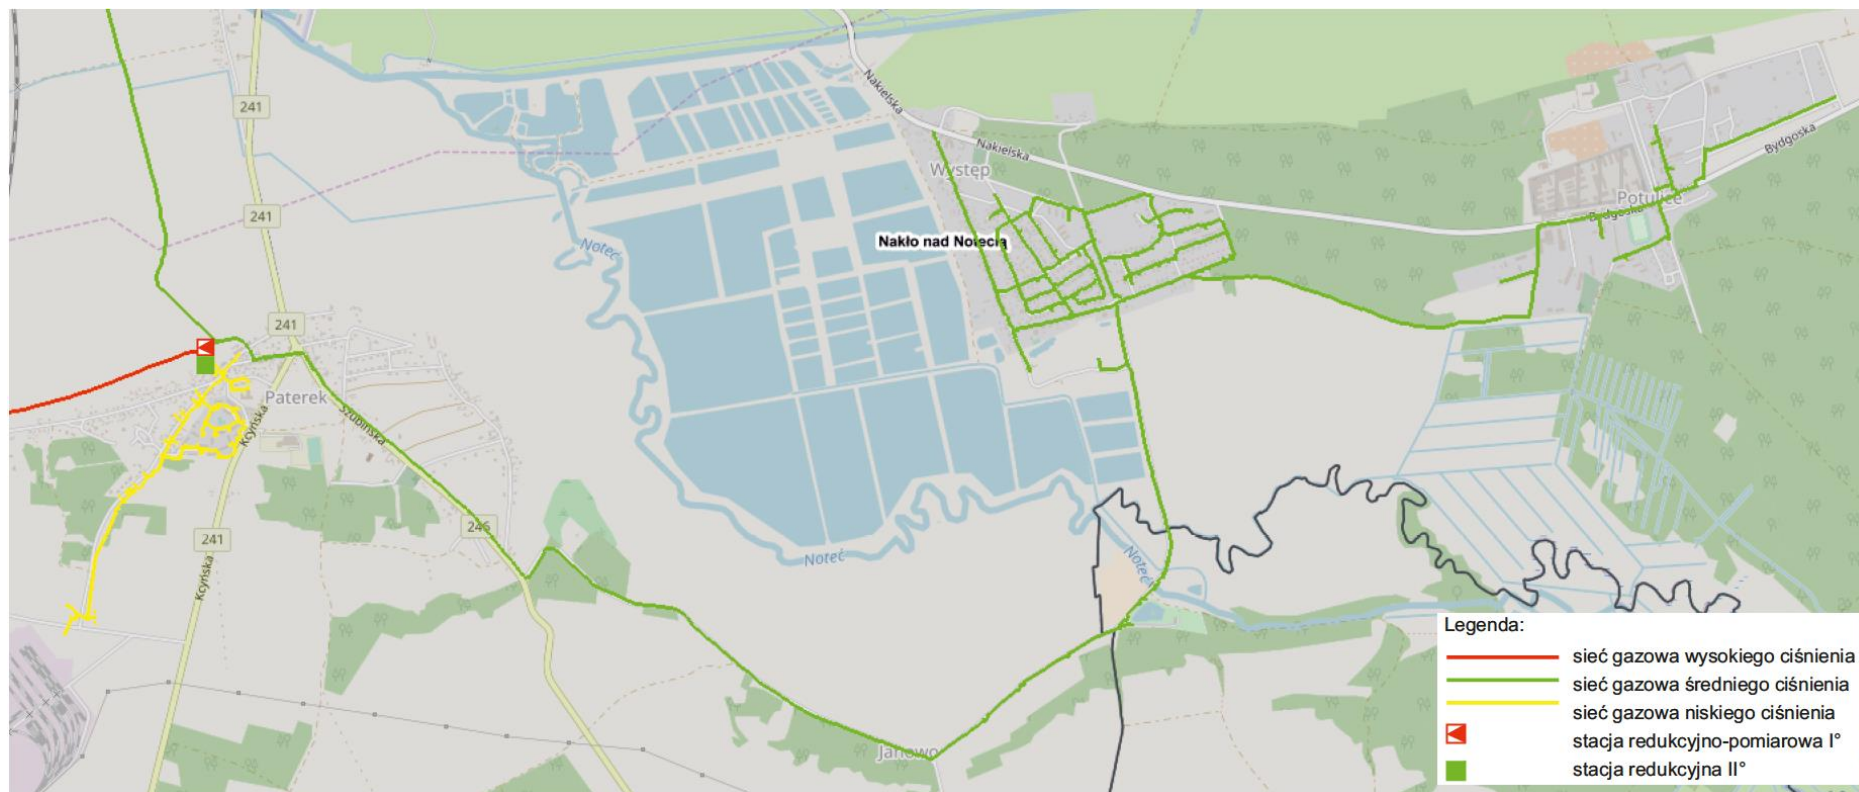 241
Nakielska
Nakielska
Bydgoska
Występ
241
Potulice
Bydgoska
Noteć
Nakło nad Notecią
241
Paterek
Szubińska
Kcyńska
246
241
Noteć
Noteć
Kcyńska
Janowo
Legenda:
sieć gazowa wysokiego ciśnienia
sieć gazowa średniego ciśnienia
sieć gazowa niskiego ciśnienia
stacja redukcyjno-pomiarowa I°
stacja redukcyjna II°